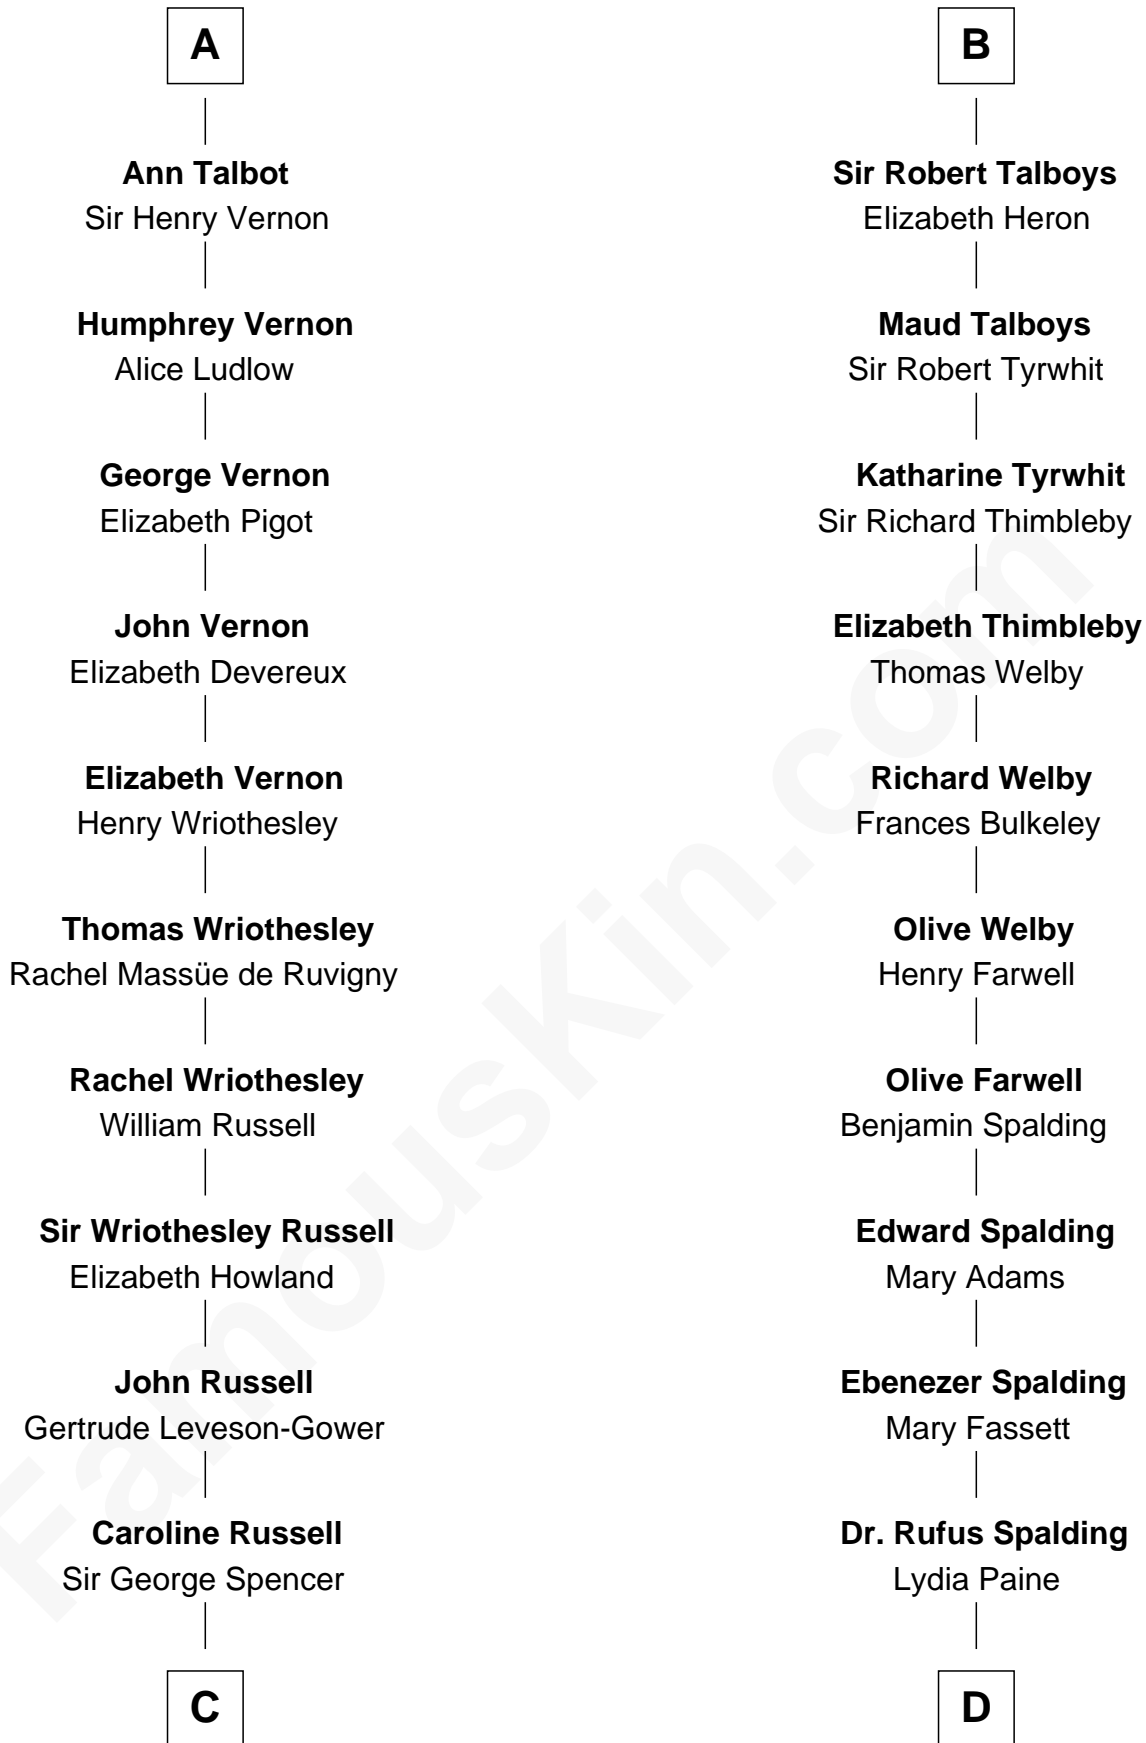 A
Ann Talbot
Sir Henry Vernon
Humphrey Vernon
Alice Ludlow
George Vernon
Elizabeth Pigot
John Vernon
Elizabeth Devereux
Elizabeth Vernon
Henry Wriothesley
Thomas Wriothesley
Rachel Massüe de Ruvigny
Rachel Wriothesley
William Russell
Sir Wriothesley Russell
Elizabeth Howland
John Russell
Gertrude Leveson-Gower
Caroline Russell
Sir George Spencer
C
B
Sir Robert Talboys
Elizabeth Heron
Maud Talboys
Sir Robert Tyrwhit
Katharine Tyrwhit
Sir Richard Thimbleby
Elizabeth Thimbleby
Thomas Welby
Richard Welby
Frances Bulkeley
Olive Welby
Henry Farwell
Olive Farwell
Benjamin Spalding
Edward Spalding
Mary Adams
Ebenezer Spalding
Mary Fassett
Dr. Rufus Spalding
Lydia Paine
D
FamousKin.com